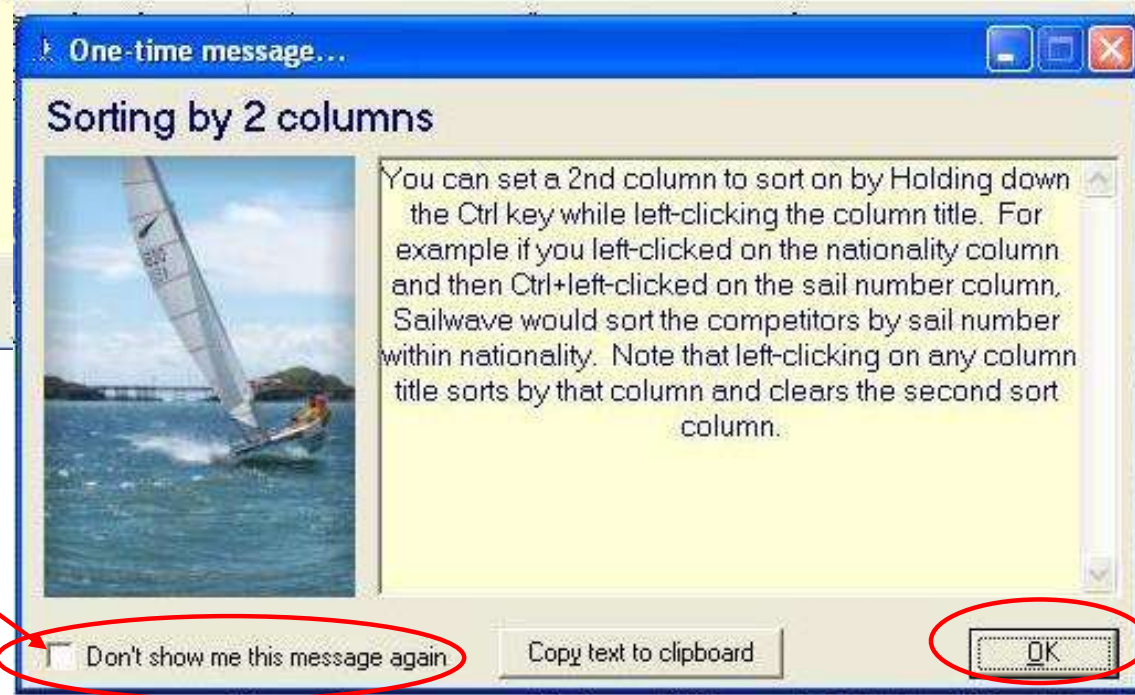 One-time message...
Sorting by 2 columns
You can set a 2nd column to sort on by Holding down
the Ctrl key while left-clicking the column title.  For
example if you left-clicked on the nationality column
and then Ctrl+left-clicked on the sail number column,
Sailwave would sort the competitors by sail number
within nationality.  Note that left-clicking on any column
title sorts by that column and clears the second sort
column.
Don't show me this message again
Copy text to clipboard
OK